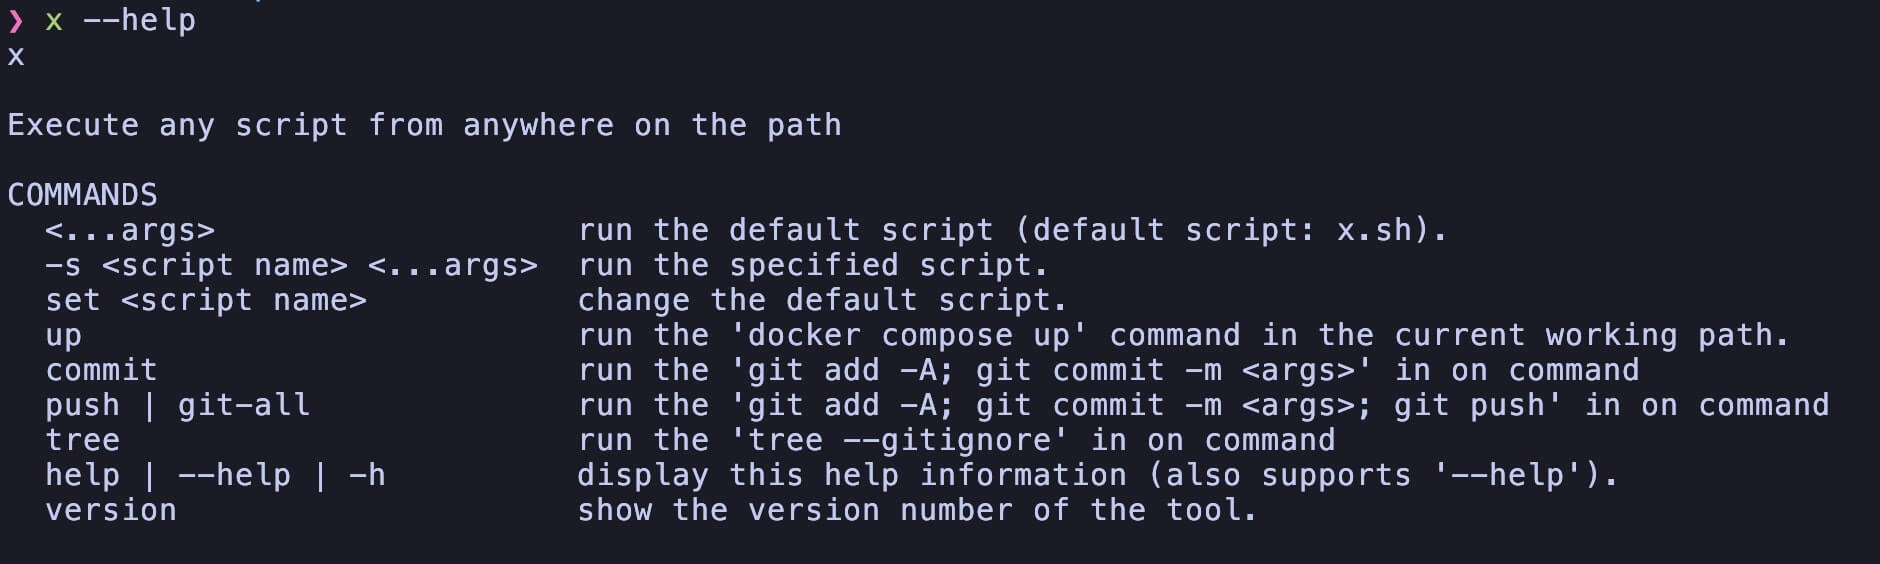 ❯ x --help
x
Execute any script from anywhere on the path
COMMANDS
<...args> run the default script (default script: x.sh).
-s <script name> <...args> run the specified script.
set <script name> change the default script.
up run the 'docker compose up' command in the current working path.
commit run the 'git add -A; git commit -m <args>' in on command
push | git-all run the 'git add -A; git commit -m <args>; git push' in on command
tree run the 'tree --gitignore' in on command
help | --help | -h display this help information (also supports '--help').
version show the version number of the tool.